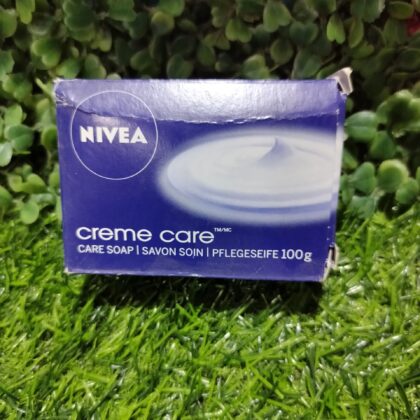 NIVEA
creme care™/MC
CARE SOAP | SAVON SOIN | PFLEGESEIFE 100g